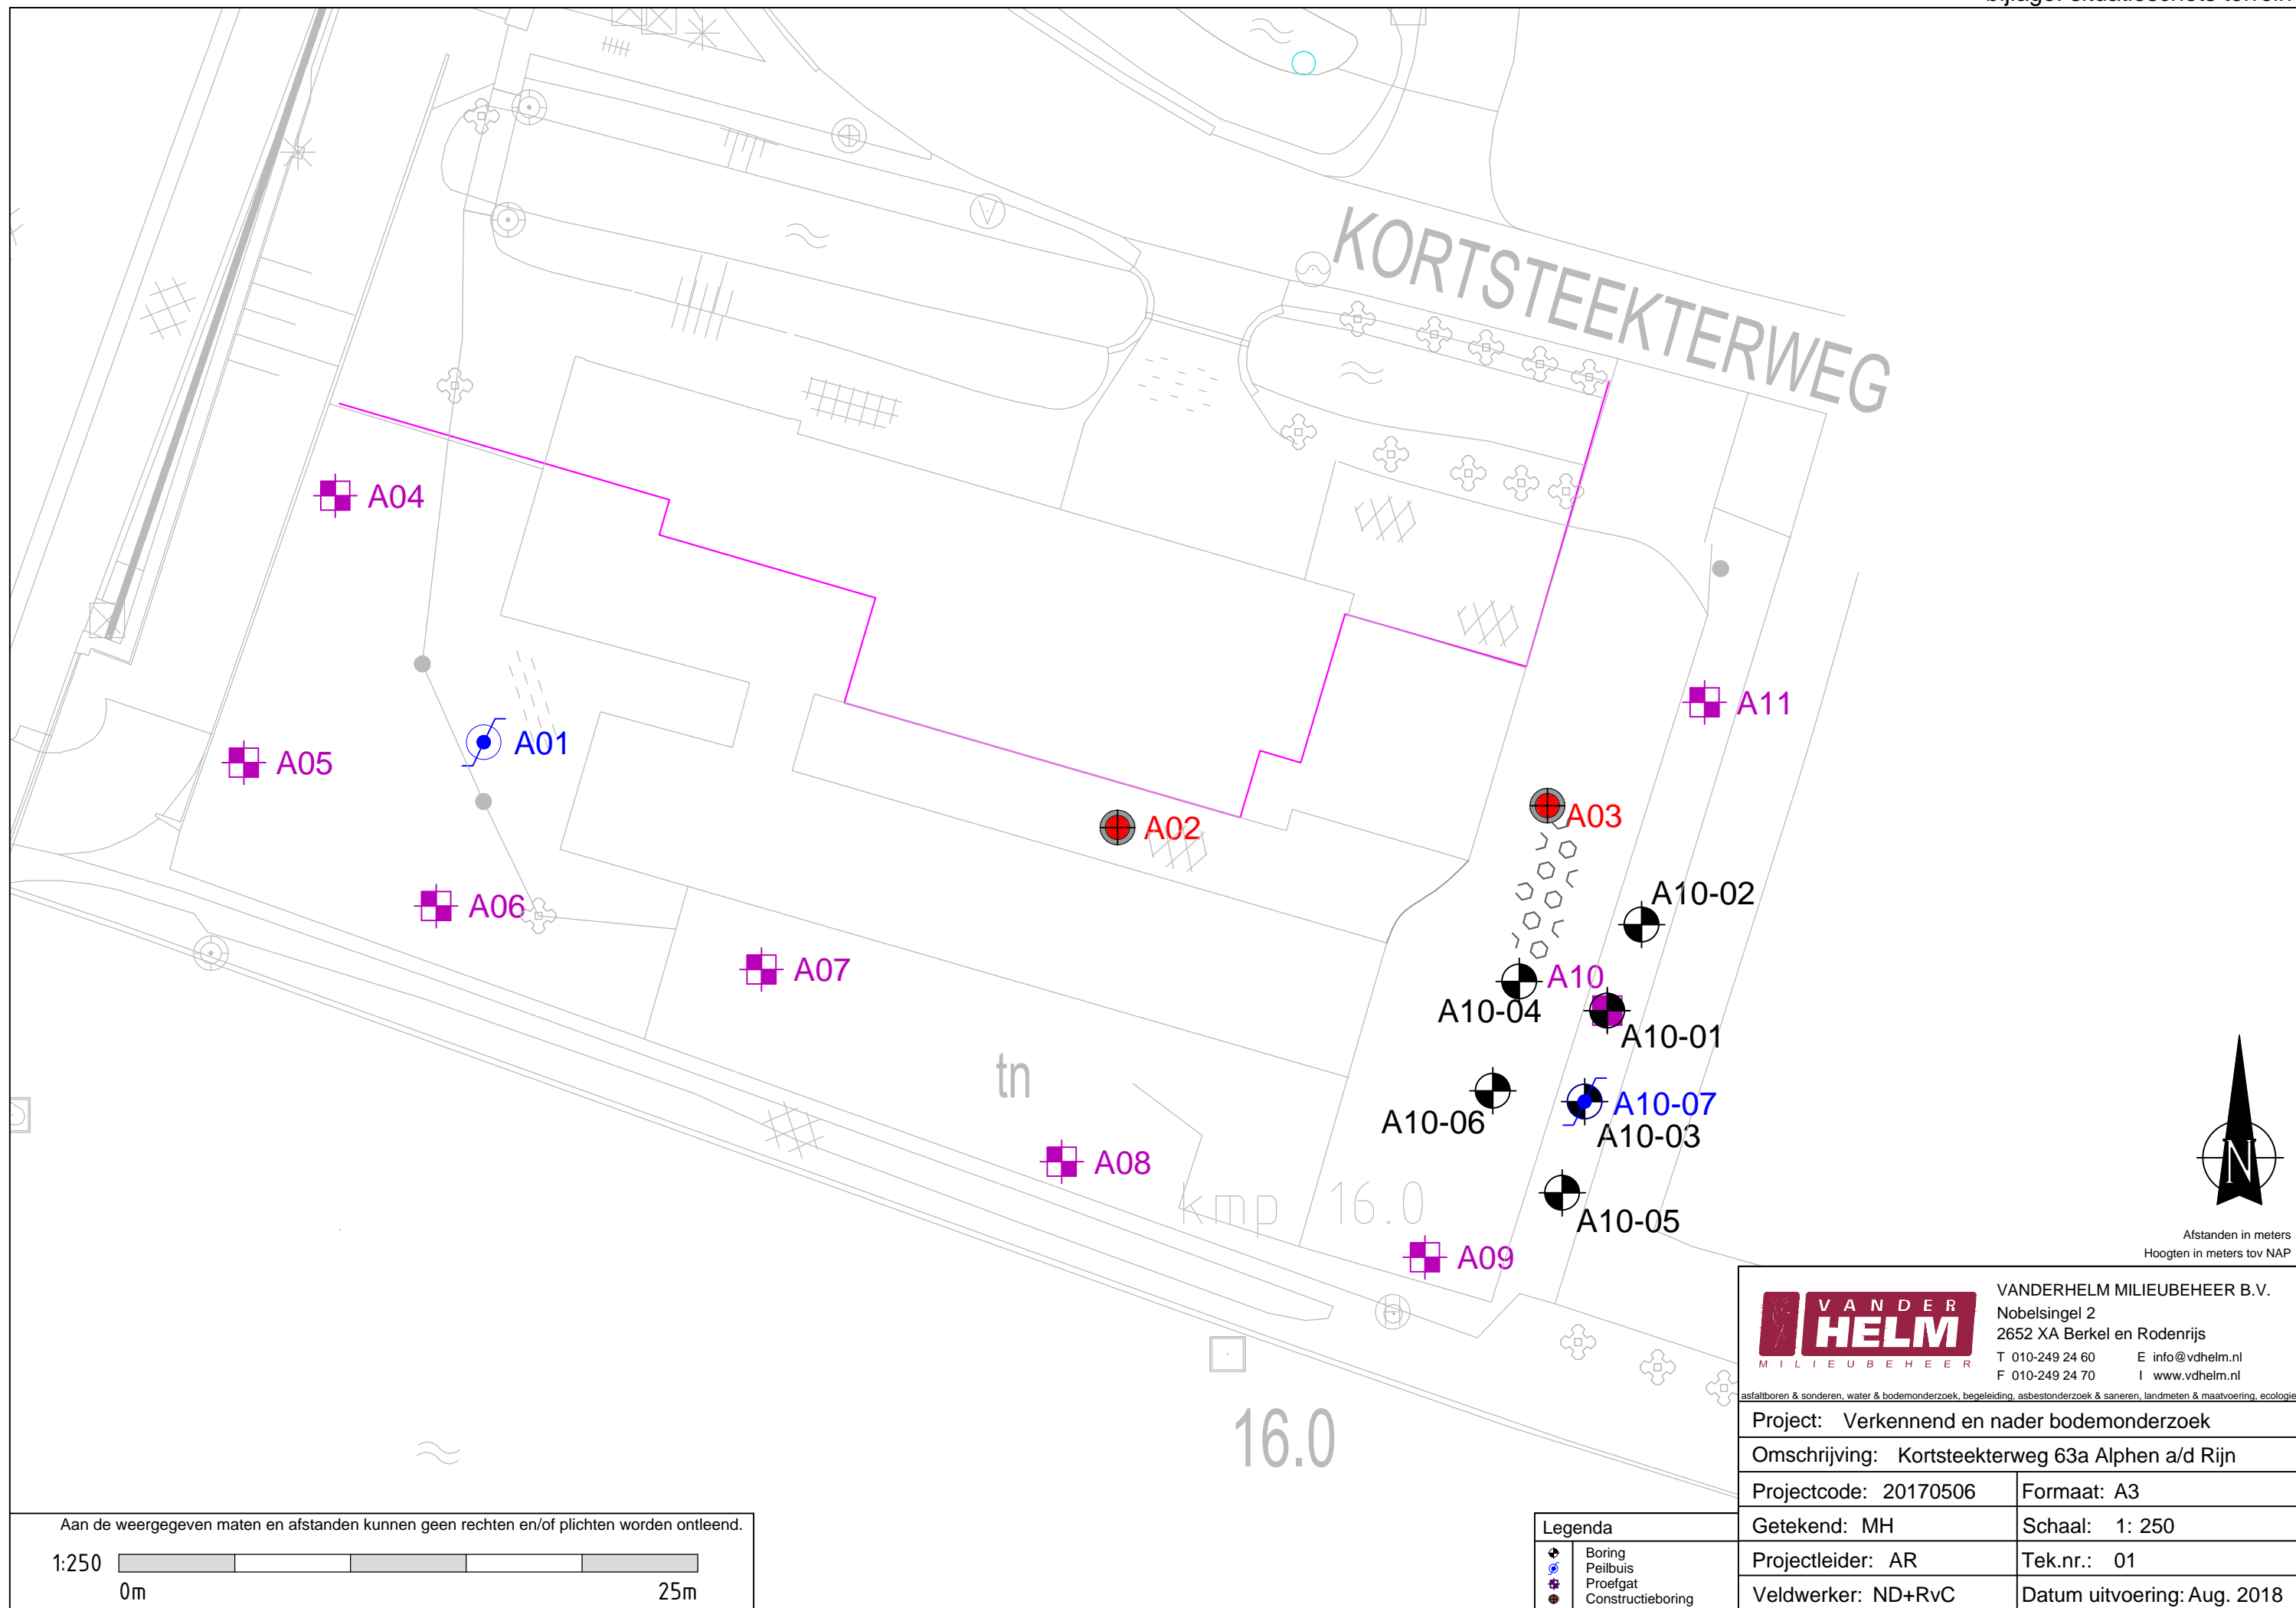 KORTSTEEKTERWEG
A04
A11
A01
A05
A03
A02
A10-02
A06
A07
A10
A10-04
A10-01
tn
A10-07
A10-06
A10-03
A08
kmp 16.0
A10-05
A09
N
Afstanden in meters
Hoogten in meters tov NAP
VANDER
HELM
MILIEUBEHEER
VANDERHELM MILIEUBEHEER B.V.
Nobelsingel 2
2652 XA Berkel en Rodenrijs
T 010-249 24 60 E info@vdhelm.nl
F 010-249 24 70 I www.vdhelm.nl
asfaltboren & sonderen, water & bodemonderzoek, begeleiding, asbestonderzoek & saneren, landmeten & maatvoering, ecologie
16.0
Project: Verkennend en nader bodemonderzoek
Omschrijving: Kortsteekterweg 63a Alphen a/d Rijn
Projectcode: 20170506 Formaat: A3
Getekend: MH Schaal: 1: 250
Projectleider: AR Tek.nr.: 01
Veldwerker: ND+RvC Datum uitvoering: Aug. 2018
Aan de weergegeven maten en afstanden kunnen geen rechten en/of plichten worden ontleend.
1:250
0m 25m
Legenda
Boring
Peilbuis
Proefgat
Constructieboring